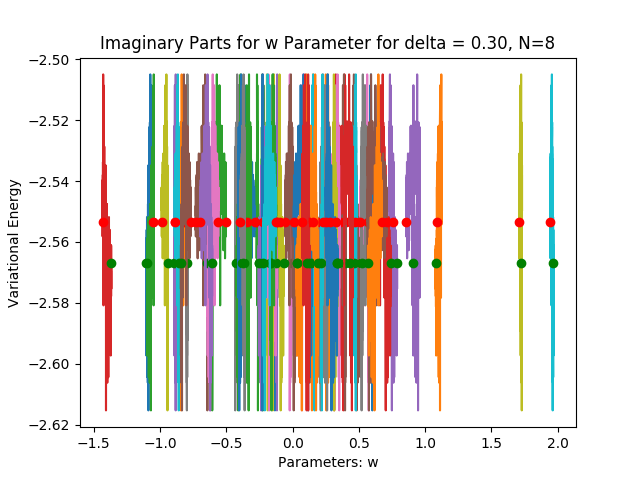 Imaginary Parts for w Parameter for delta = 0.30, N=8
Variational Energy
−2.50
−2.52
−2.54
−2.56
−2.58
−2.60
−2.62
−1.5 −1.0 −0.5 0.0 0.5 1.0 1.5 2.0
Parameters: w